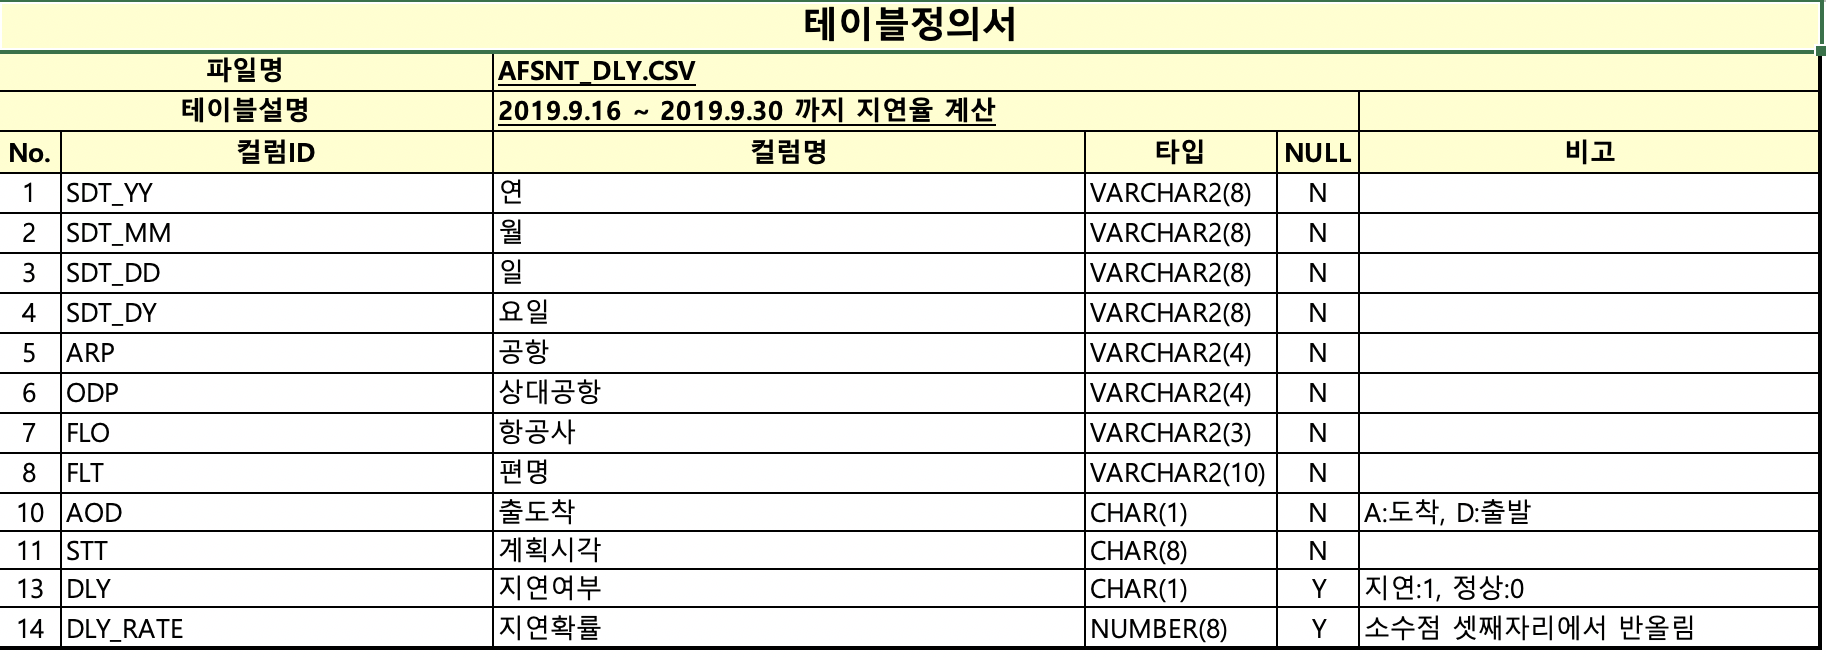 테이블정의서
파일명 AFSNT_DLY.CSV
테이블설명 2019.9.16 ~ 2019.9.30 까지 지연율 계산
No. 컬럼ID 컬럼명 타입 NULL 비고
1 SDT_YY 연 VARCHAR2(8) N
2 SDT_MM 월 VARCHAR2(8) N
3 SDT_DD 일 VARCHAR2(8) N
4 SDT_DY 요일 VARCHAR2(8) N
5 ARP 공항 VARCHAR2(4) N
6 ODP 상대공항 VARCHAR2(4) N
7 FLO 항공사 VARCHAR2(3) N
8 FLT 편명 VARCHAR2(10) N
10 AOD 출도착 CHAR(1) N A:도착, D:출발
11 STT 계획시각 CHAR(8) N
13 DLY 지연여부 CHAR(1) Y 지연:1, 정상:0
14 DLY_RATE 지연확률 NUMBER(8) Y 소수점 셋째자리에서 반올림